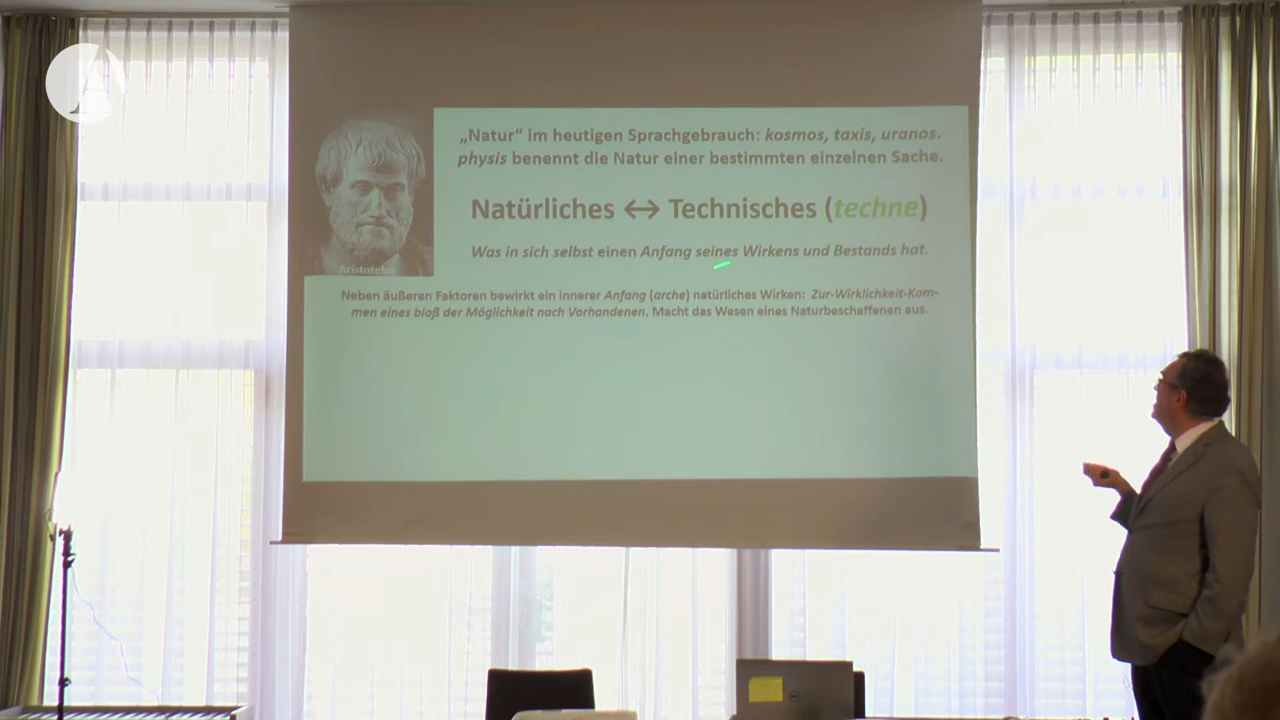 „Natur“ im heutigen Sprachgebrauch: kosmos, taxis, uranos.
physis benennt die Natur einer bestimmten einzelnen Sache.
Natürliches ↔ Technisches (techne)
Was in sich selbst einen Anfang seines Wirkens und Bestands hat.
Aristoteles
Neben äußeren Faktoren bewirkt ein innerer Anfang (arche) natürliches Wirken: Zur-Wirklichkeit-Kom-
men eines bloß der Möglichkeit nach Vorhandenen. Macht das Wesen eines Naturbeschaffenen aus.
DELL